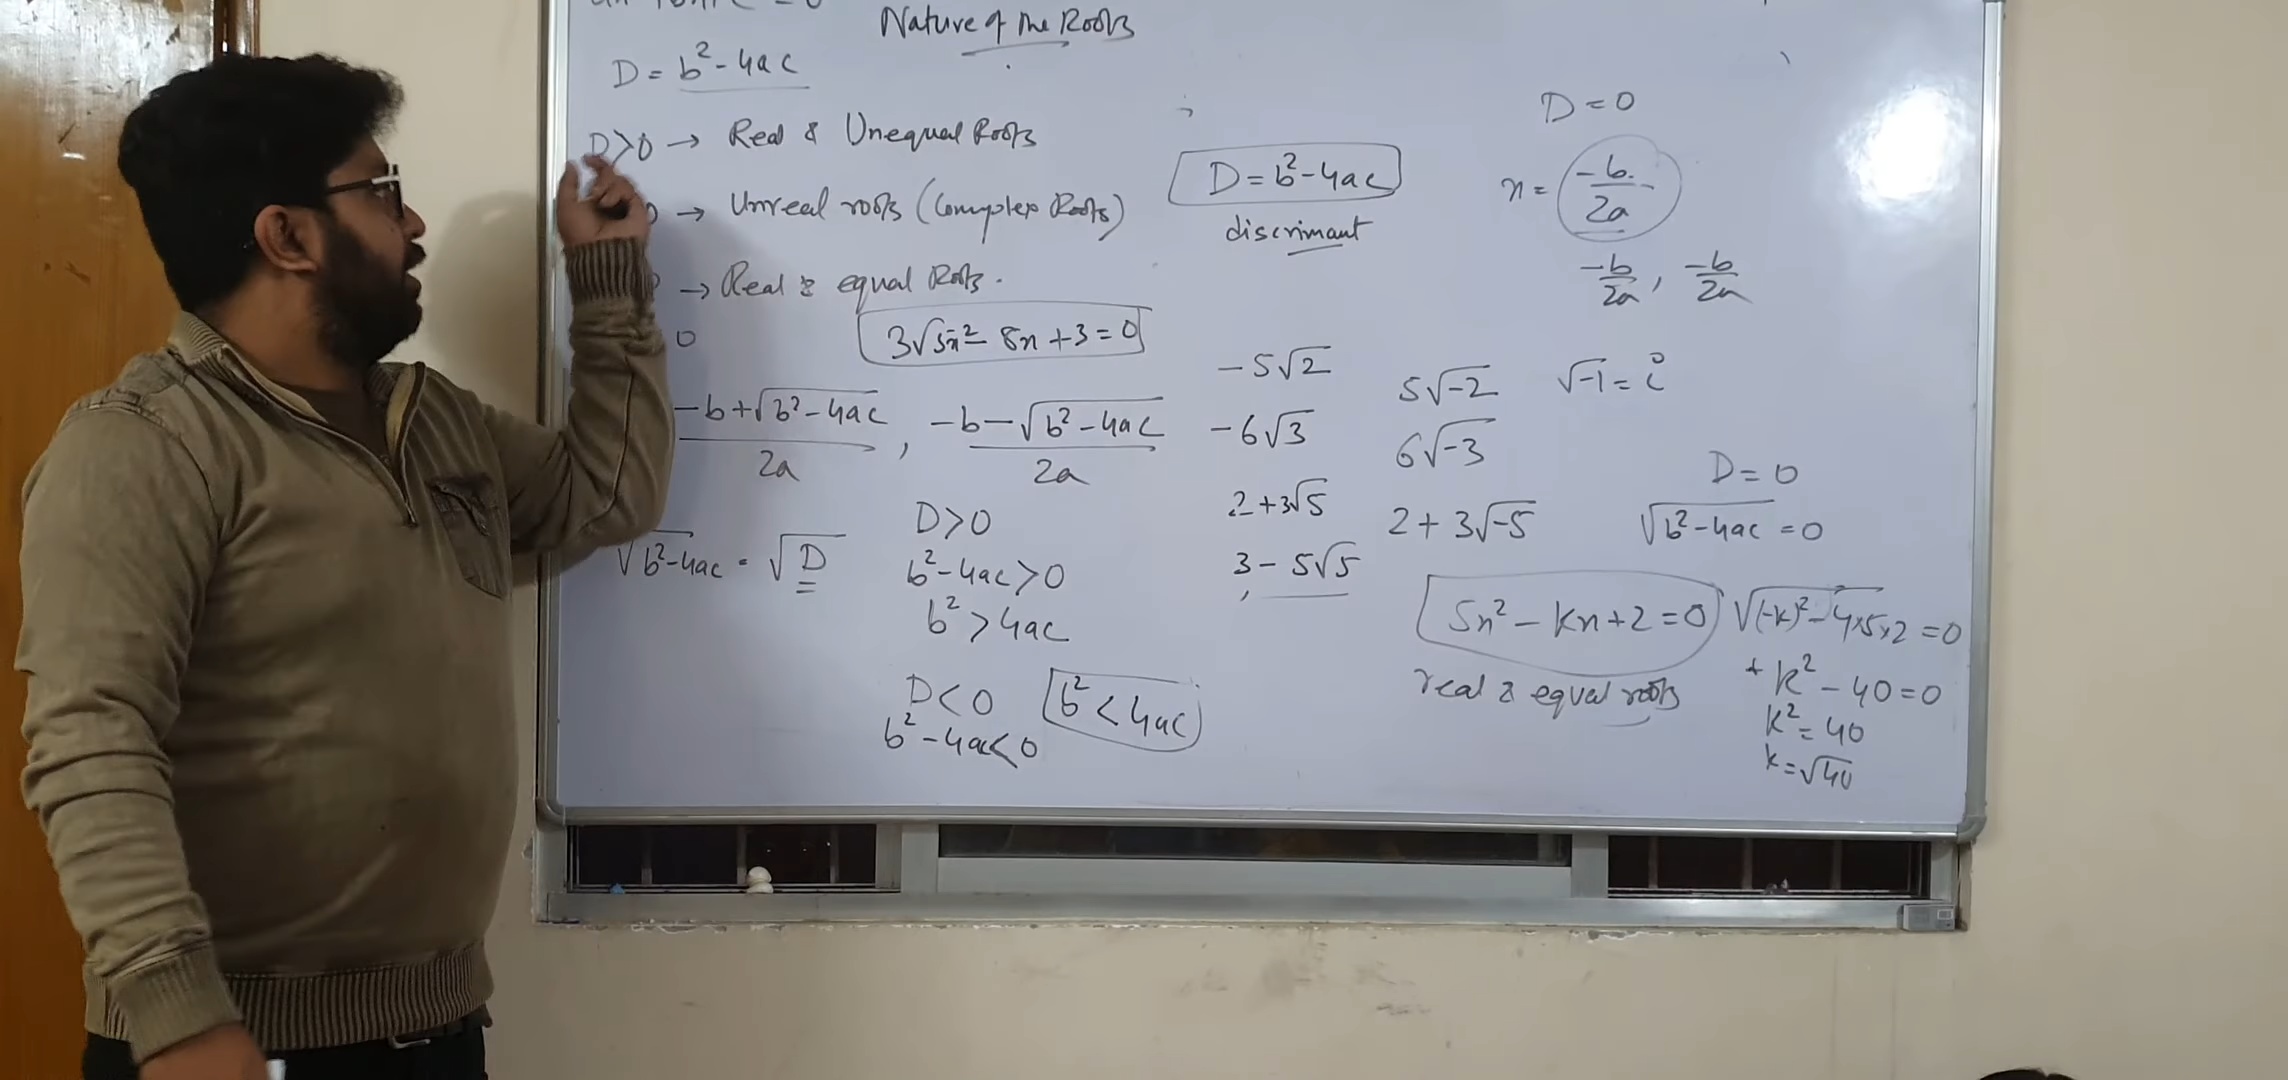 Nature of the Roots
D = b² - 4ac
D>0 → Real & Unequal Roots
→ Unreal roots (Complex Roots)
→ Real & equal Roots.
0
3√5x² - 8x + 3 = 0
-b+√b²-4ac / 2a , -b-√b²-4ac / 2a
√b²-4ac = √D
D>0
b²-4ac>0
b²>4ac
D<0
b²-4ac<0
b²<4ac
D = b²-4ac
discrimant
-5√2
-6√3
2+3√5
3-5√5
,
5√-2
6√-3
2+3√-5
√-1 = i
D = 0
x = -b / 2a
-b/2a , -b/2a
D = 0
√b²-4ac = 0
5x² - kx + 2 = 0
real & equal roots
√(-k)² - 4×5×2 = 0
+ k² - 40 = 0
k² = 40
k = √40